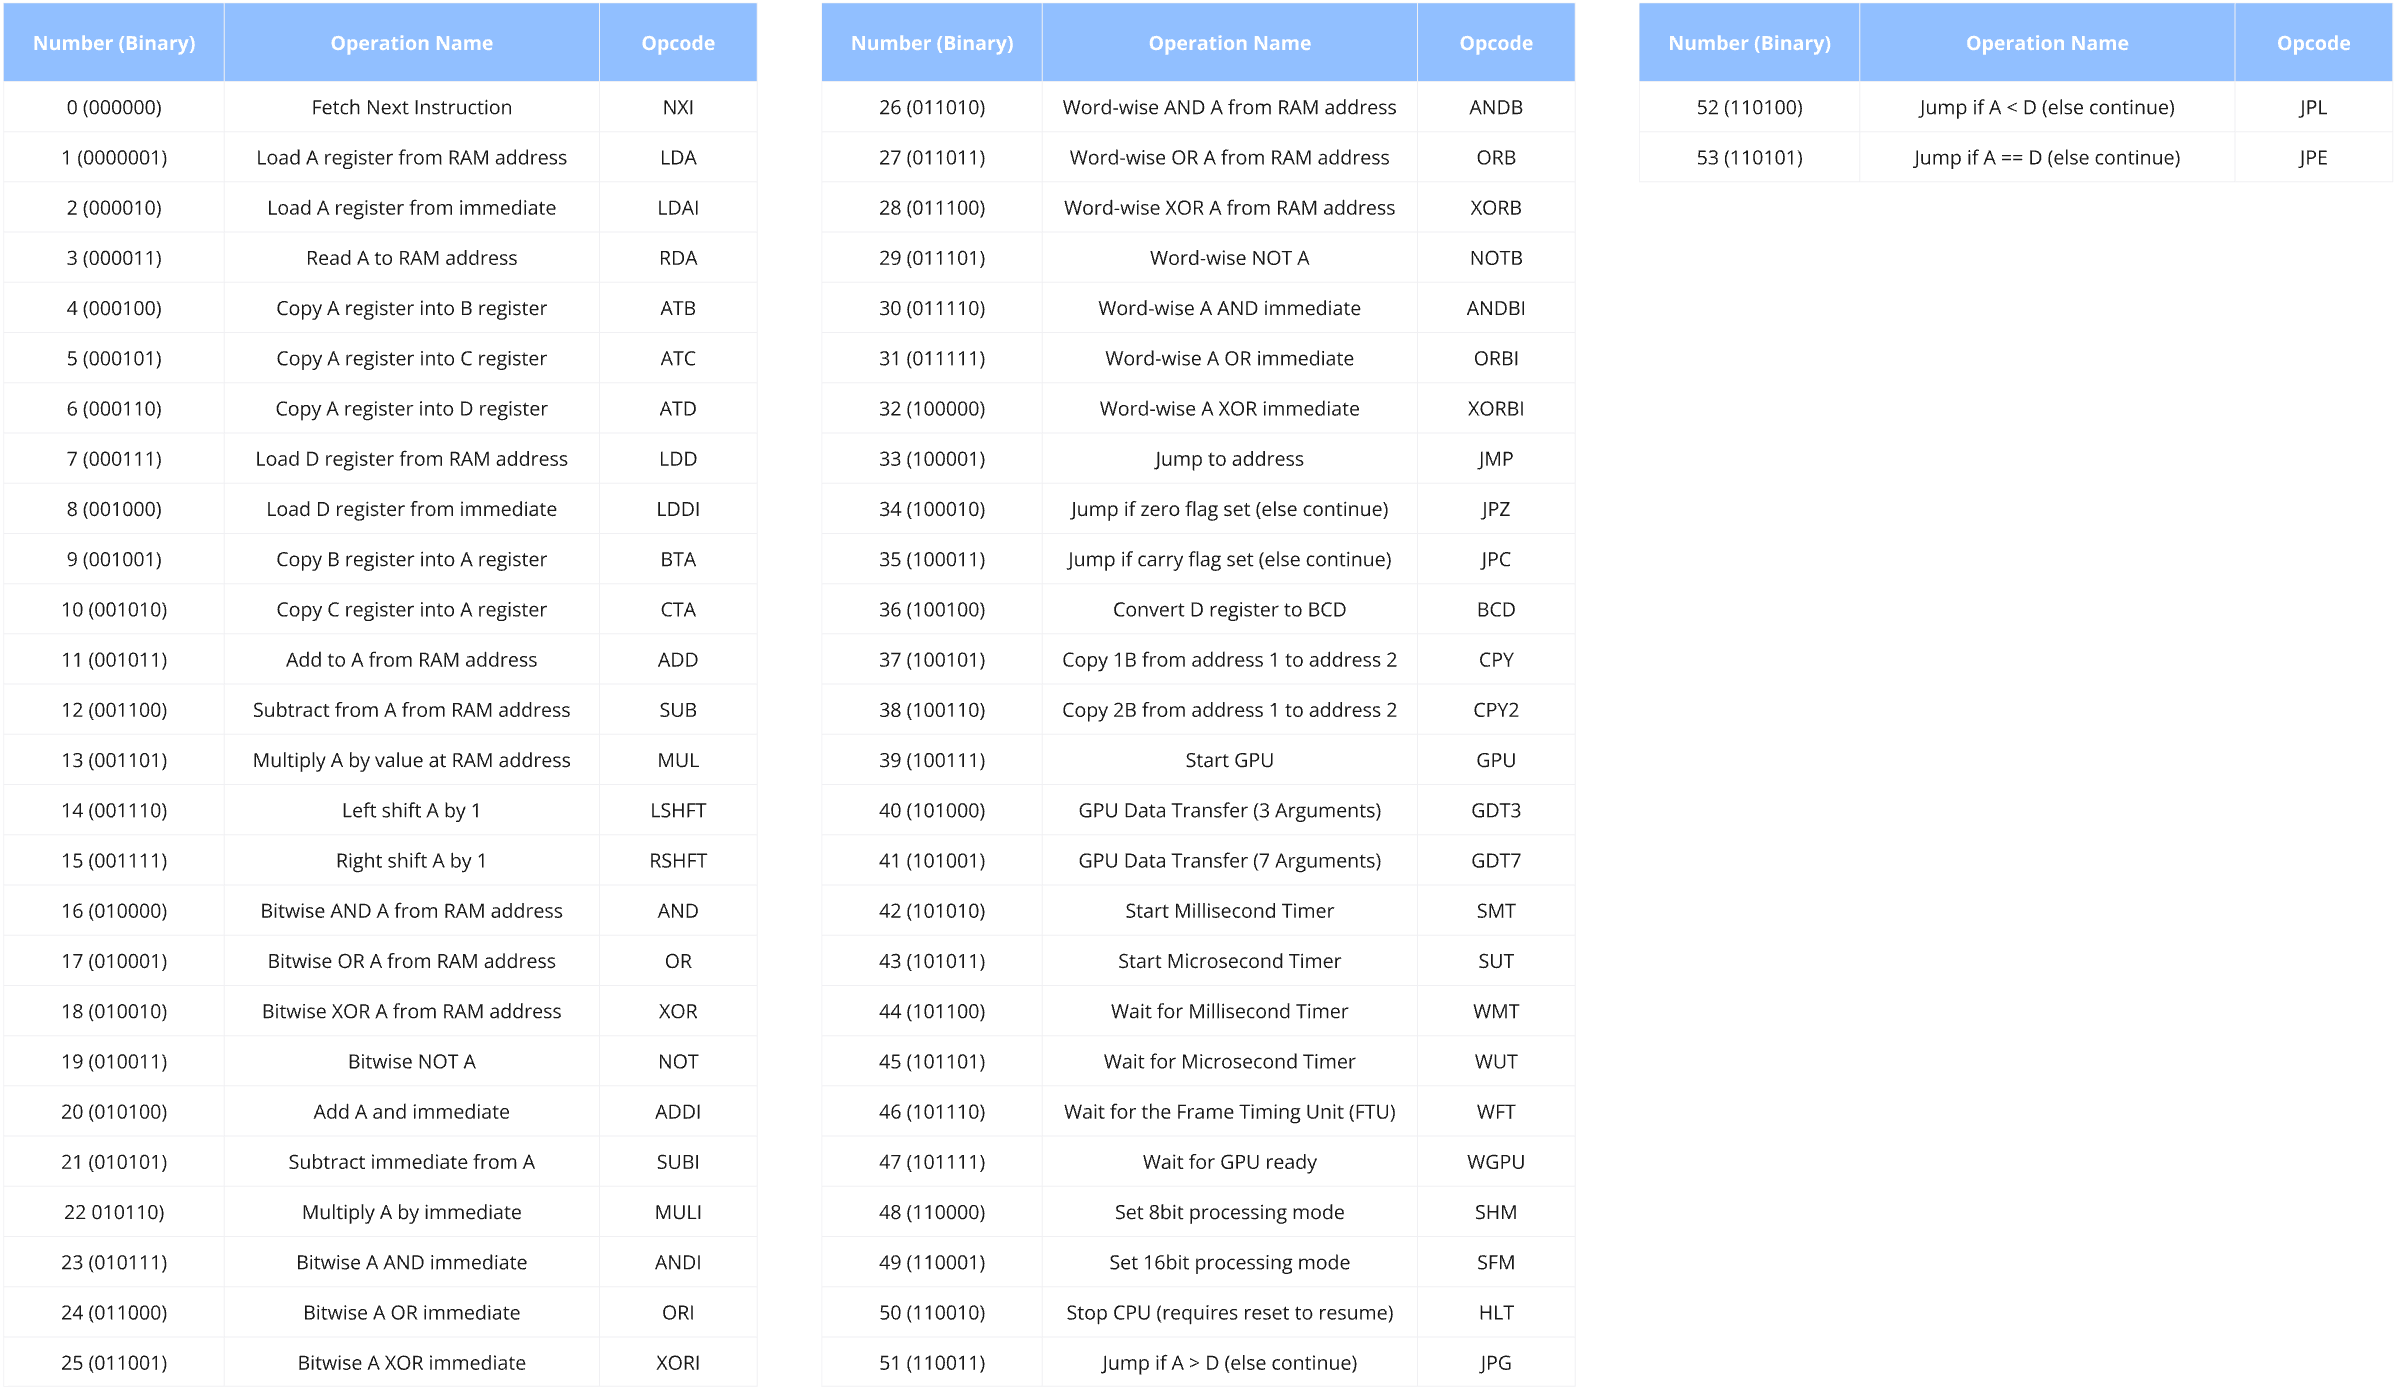 Number (Binary) Operation Name Opcode
0 (000000) Fetch Next Instruction NXI
1 (0000001) Load A register from RAM address LDA
2 (000010) Load A register from immediate LDAI
3 (000011) Read A to RAM address RDA
4 (000100) Copy A register into B register ATB
5 (000101) Copy A register into C register ATC
6 (000110) Copy A register into D register ATD
7 (000111) Load D register from RAM address LDD
8 (001000) Load D register from immediate LDDI
9 (001001) Copy B register into A register BTA
10 (001010) Copy C register into A register CTA
11 (001011) Add to A from RAM address ADD
12 (001100) Subtract from A from RAM address SUB
13 (001101) Multiply A by value at RAM address MUL
14 (001110) Left shift A by 1 LSHFT
15 (001111) Right shift A by 1 RSHFT
16 (010000) Bitwise AND A from RAM address AND
17 (010001) Bitwise OR A from RAM address OR
18 (010010) Bitwise XOR A from RAM address XOR
19 (010011) Bitwise NOT A NOT
20 (010100) Add A and immediate ADDI
21 (010101) Subtract immediate from A SUBI
22 010110) Multiply A by immediate MULI
23 (010111) Bitwise A AND immediate ANDI
24 (011000) Bitwise A OR immediate ORI
25 (011001) Bitwise A XOR immediate XORI
Number (Binary) Operation Name Opcode
26 (011010) Word-wise AND A from RAM address ANDB
27 (011011) Word-wise OR A from RAM address ORB
28 (011100) Word-wise XOR A from RAM address XORB
29 (011101) Word-wise NOT A NOTB
30 (011110) Word-wise A AND immediate ANDBI
31 (011111) Word-wise A OR immediate ORBI
32 (100000) Word-wise A XOR immediate XORBI
33 (100001) Jump to address JMP
34 (100010) Jump if zero flag set (else continue) JPZ
35 (100011) Jump if carry flag set (else continue) JPC
36 (100100) Convert D register to BCD BCD
37 (100101) Copy 1B from address 1 to address 2 CPY
38 (100110) Copy 2B from address 1 to address 2 CPY2
39 (100111) Start GPU GPU
40 (101000) GPU Data Transfer (3 Arguments) GDT3
41 (101001) GPU Data Transfer (7 Arguments) GDT7
42 (101010) Start Millisecond Timer SMT
43 (101011) Start Microsecond Timer SUT
44 (101100) Wait for Millisecond Timer WMT
45 (101101) Wait for Microsecond Timer WUT
46 (101110) Wait for the Frame Timing Unit (FTU) WFT
47 (101111) Wait for GPU ready WGPU
48 (110000) Set 8bit processing mode SHM
49 (110001) Set 16bit processing mode SFM
50 (110010) Stop CPU (requires reset to resume) HLT
51 (110011) Jump if A > D (else continue) JPG
Number (Binary) Operation Name Opcode
52 (110100) Jump if A < D (else continue) JPL
53 (110101) Jump if A == D (else continue) JPE